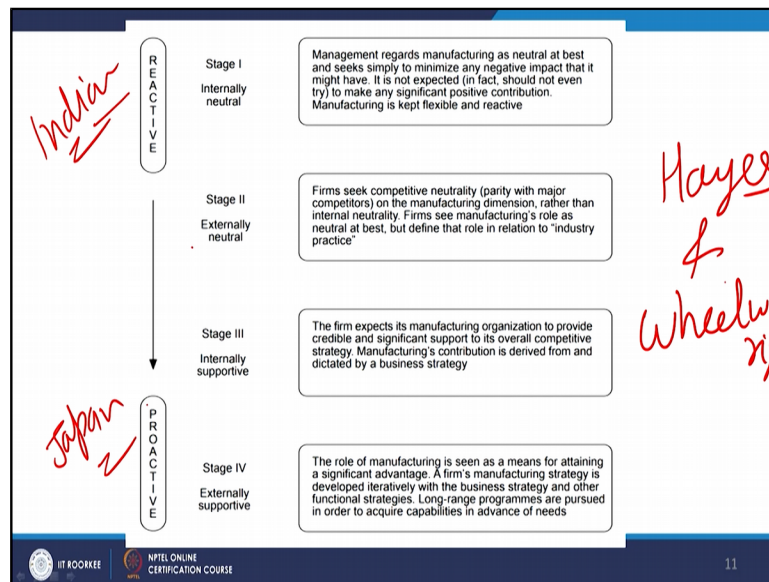 REACTIVE
Stage I
Internally
neutral
Management regards manufacturing as neutral at best
and seeks simply to minimize any negative impact that it
might have. It is not expected (in fact, should not even
try) to make any significant positive contribution.
Manufacturing is kept flexible and reactive
Indian
Stage II
Externally
neutral
Firms seek competitive neutrality (parity with major
competitors) on the manufacturing dimension, rather than
internal neutrality. Firms see manufacturing's role as
neutral at best, but define that role in relation to "industry
practice"
Hayes
&
Wheelw
Stage III
Internally
supportive
The firm expects its manufacturing organization to provide
credible and significant support to its overall competitive
strategy. Manufacturing's contribution is derived from and
dictated by a business strategy
Japan
PROACTIVE
Stage IV
Externally
supportive
The role of manufacturing is seen as a means for attaining
a significant advantage. A firm's manufacturing strategy is
developed iteratively with the business strategy and other
functional strategies. Long-range programmes are pursued
in order to acquire capabilities in advance of needs
IIT ROORKEE
NPTEL ONLINE
CERTIFICATION COURSE
11